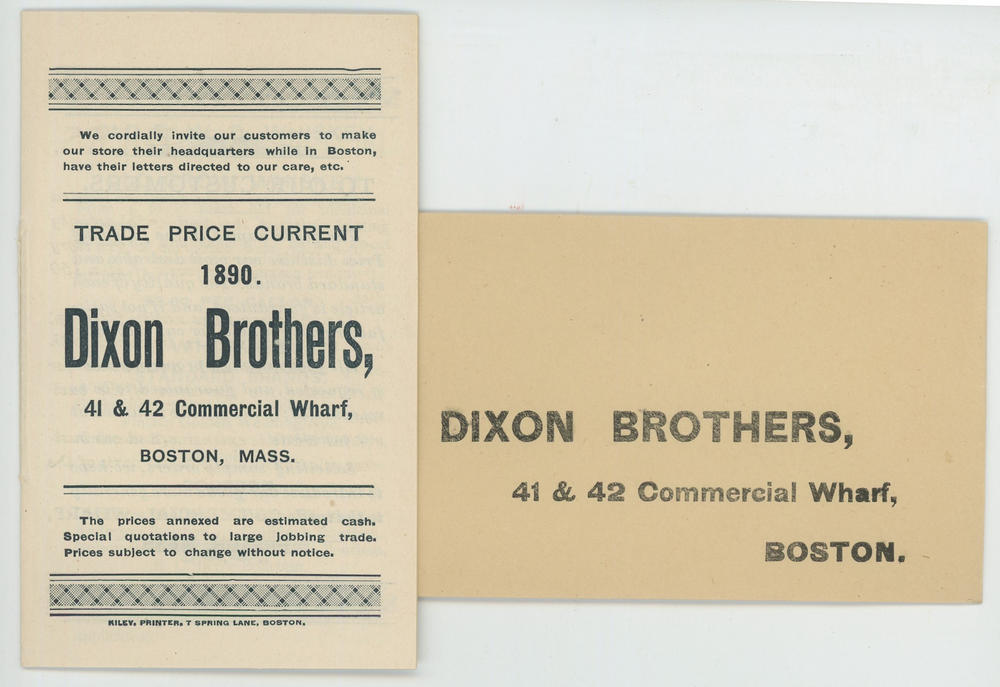 We cordially invite our customers to make
our store their headquarters while in Boston,
have their letters directed to our care, etc.
TRADE PRICE CURRENT
1890.
Dixon Brothers,
41 & 42 Commercial Wharf,
BOSTON, MASS.
The prices annexed are estimated cash.
Special quotations to large jobbing trade.
Prices subject to change without notice.
RILEY, PRINTER, 7 SPRING LANE, BOSTON.
DIXON BROTHERS,
41 & 42 Commercial Wharf,
BOSTON.